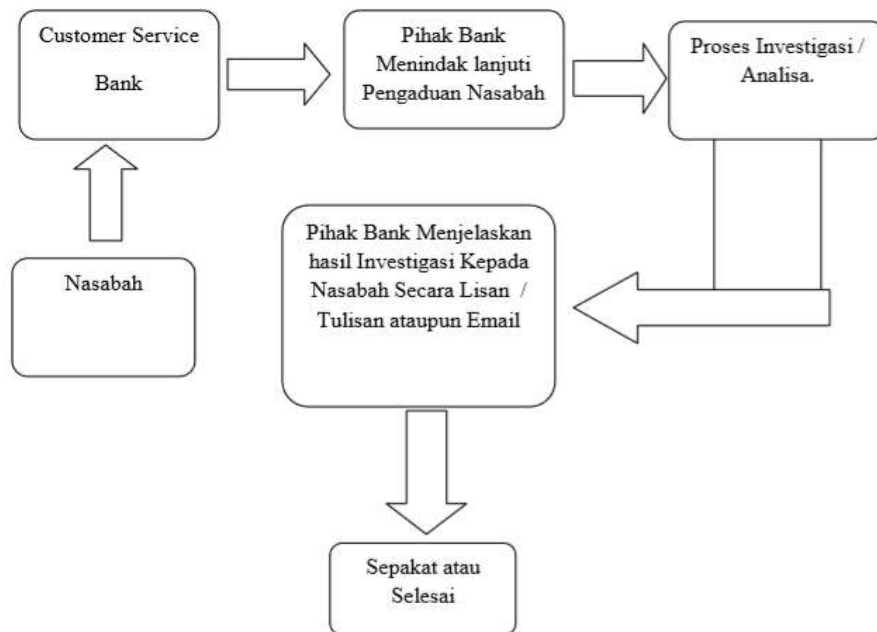 Customer Service
Bank
Pihak Bank
Menindak lanjuti
Pengaduan Nasabah
Proses Investigasi /
Analisa.
Nasabah
Pihak Bank Menjelaskan
hasil Investigasi Kepada
Nasabah Secara Lisan /
Tulisan ataupun Email
Sepakat atau
Selesai